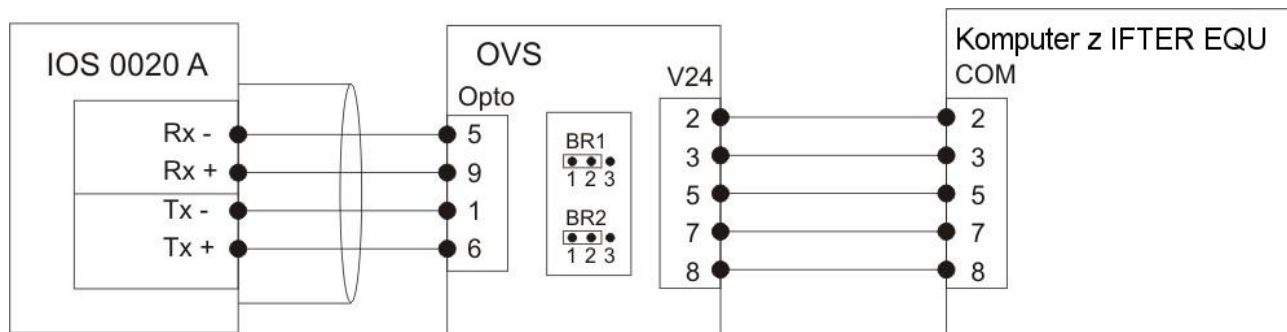 IOS 0020 A
Rx -
Rx +
Tx -
Tx +
OVS
Opto
5
9
1
6
BR1
1 2 3
BR2
1 2 3
V24
2
3
5
7
8
Komputer z IFTER EQU
COM
2
3
5
7
8